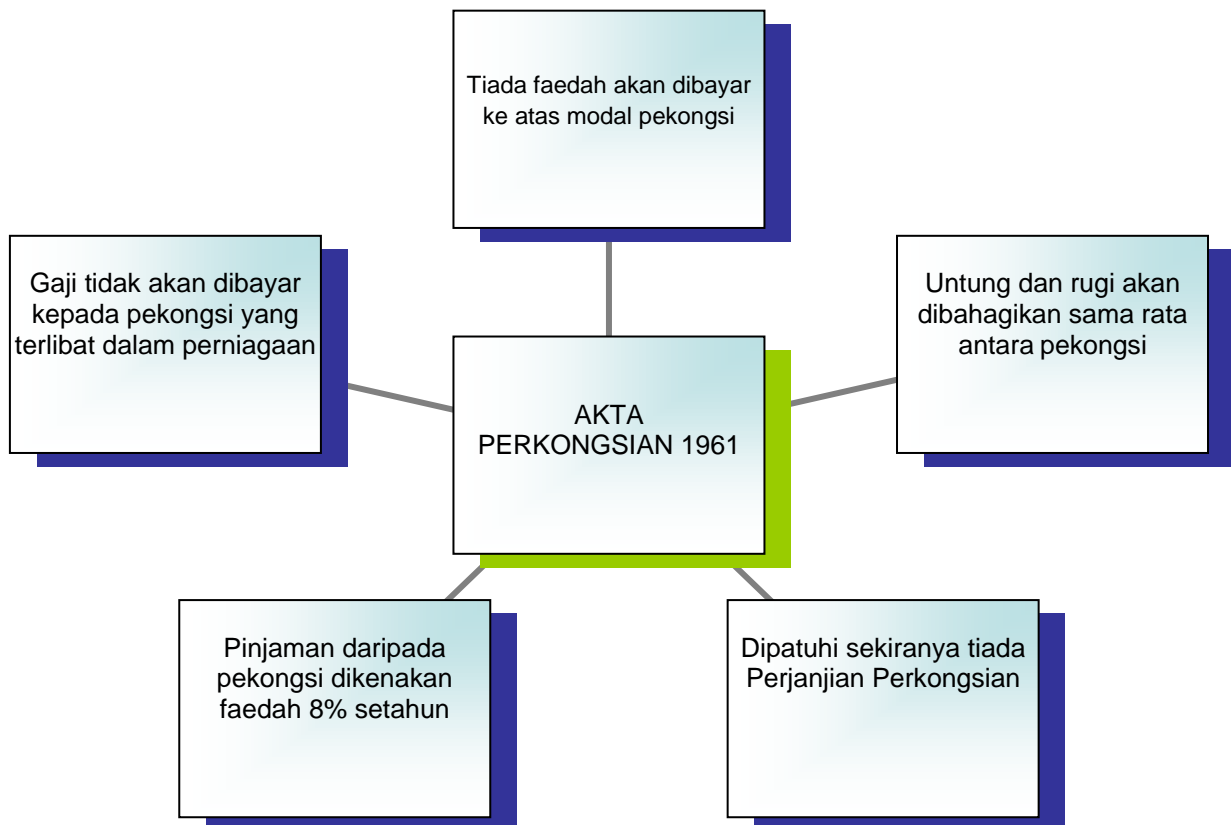 Tiada faedah akan dibayar
ke atas modal pekongsi
Gaji tidak akan dibayar
kepada pekongsi yang
terlibat dalam perniagaan
Untung dan rugi akan
dibahagikan sama rata
antara pekongsi
AKTA
PERKONGSIAN 1961
Pinjaman daripada
pekongsi dikenakan
faedah 8% setahun
Dipatuhi sekiranya tiada
Perjanjian Perkongsian